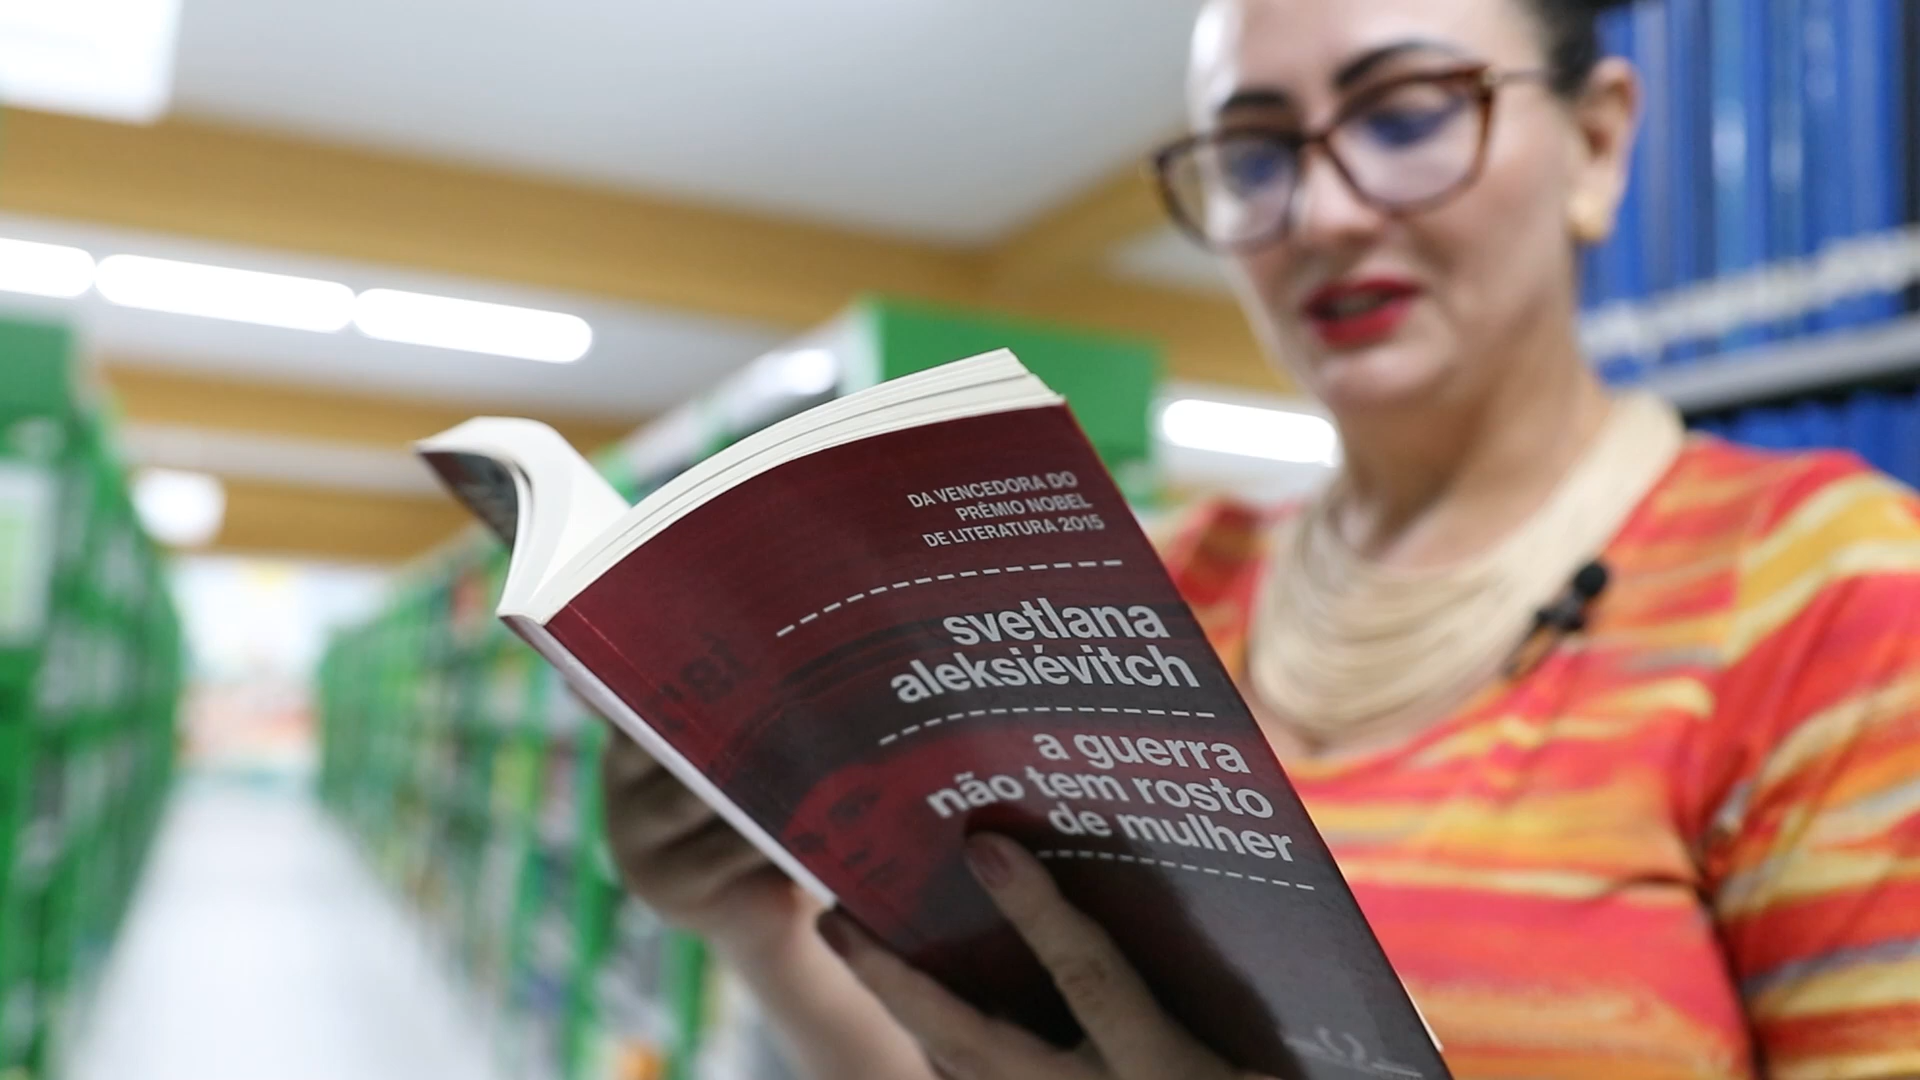 DA VENCEDORA DO
PRÊMIO NOBEL
DE LITERATURA 2015
svetlana
aleksiévitch
a guerra
não tem rosto
de mulher